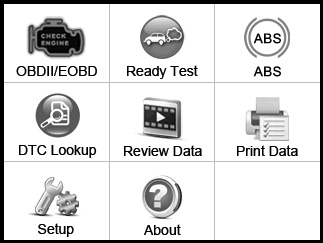 CHECK
ENGINE
ABS
OBDII/EOBD
Ready Test
ABS
DTC Lookup
Review Data
Print Data
Setup
About